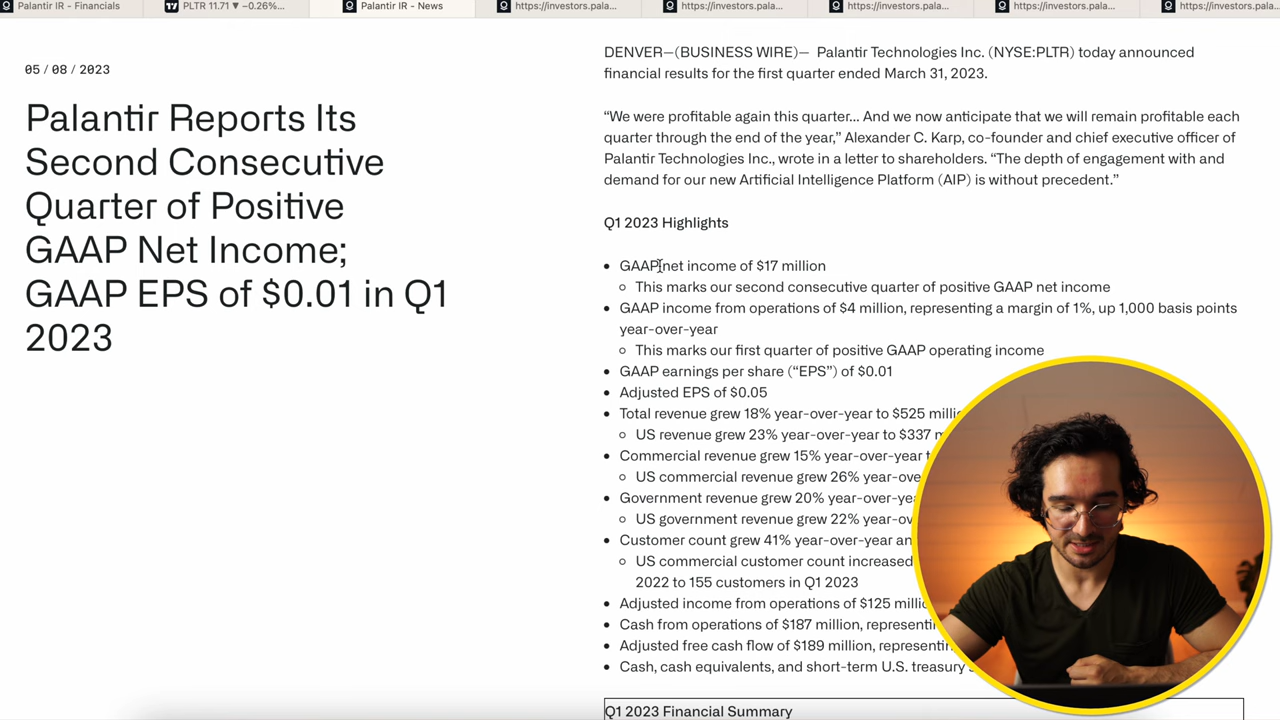 Palantir IR - Financials
PLTR 11.71 ▼ −0.26%...
Palantir IR - News
https://investors.pala...
https://investors.pala...
https://investors.pala...
https://investors.pala...
https://investors.pala...
05 / 08 / 2023
Palantir Reports Its
Second Consecutive
Quarter of Positive
GAAP Net Income;
GAAP EPS of $0.01 in Q1
2023
DENVER—(BUSINESS WIRE)— Palantir Technologies Inc. (NYSE:PLTR) today announced
financial results for the first quarter ended March 31, 2023.
“We were profitable again this quarter... And we now anticipate that we will remain profitable each
quarter through the end of the year,” Alexander C. Karp, co-founder and chief executive officer of
Palantir Technologies Inc., wrote in a letter to shareholders. “The depth of engagement with and
demand for our new Artificial Intelligence Platform (AIP) is without precedent.”
Q1 2023 Highlights
GAAP net income of $17 million
This marks our second consecutive quarter of positive GAAP net income
GAAP income from operations of $4 million, representing a margin of 1%, up 1,000 basis points
year-over-year
This marks our first quarter of positive GAAP operating income
GAAP earnings per share (“EPS”) of $0.01
Adjusted EPS of $0.05
Total revenue grew 18% year-over-year to $525
US revenue grew 23% year-over-year to $337
Commercial revenue grew 15% year-over-year
US commercial revenue grew 26%
Government revenue grew 20%
US government revenue grew 22%
Customer count grew 41% year-over-year
US commercial customer count increased
2022 to 155 customers in Q1 2023
Adjusted income from operations of $125
Cash from operations of $187 million,
Adjusted free cash flow of $189 million,
Cash, cash equivalents, and short-term U.S. treasury
Q1 2023 Financial Summary